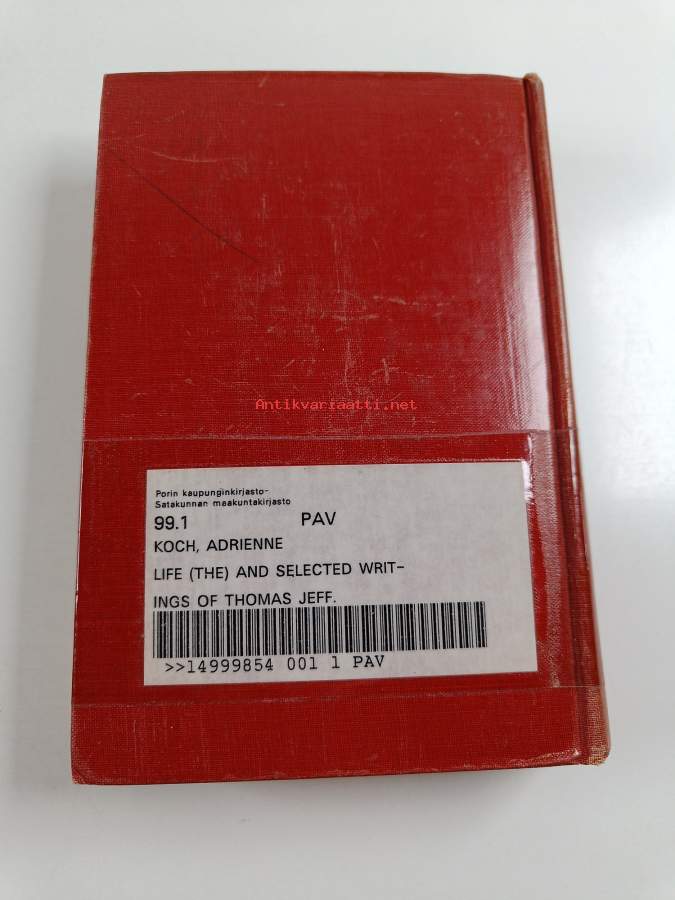 Antikvariaatti.net
Porin kaupunginkirjasto-
Satakunnan maakuntakirjasto
99.1 PAV
KOCH, ADRIENNE
LIFE (THE) AND SELECTED WRIT-
INGS OF THOMAS JEFF.
>>14999854 001 1 PAV